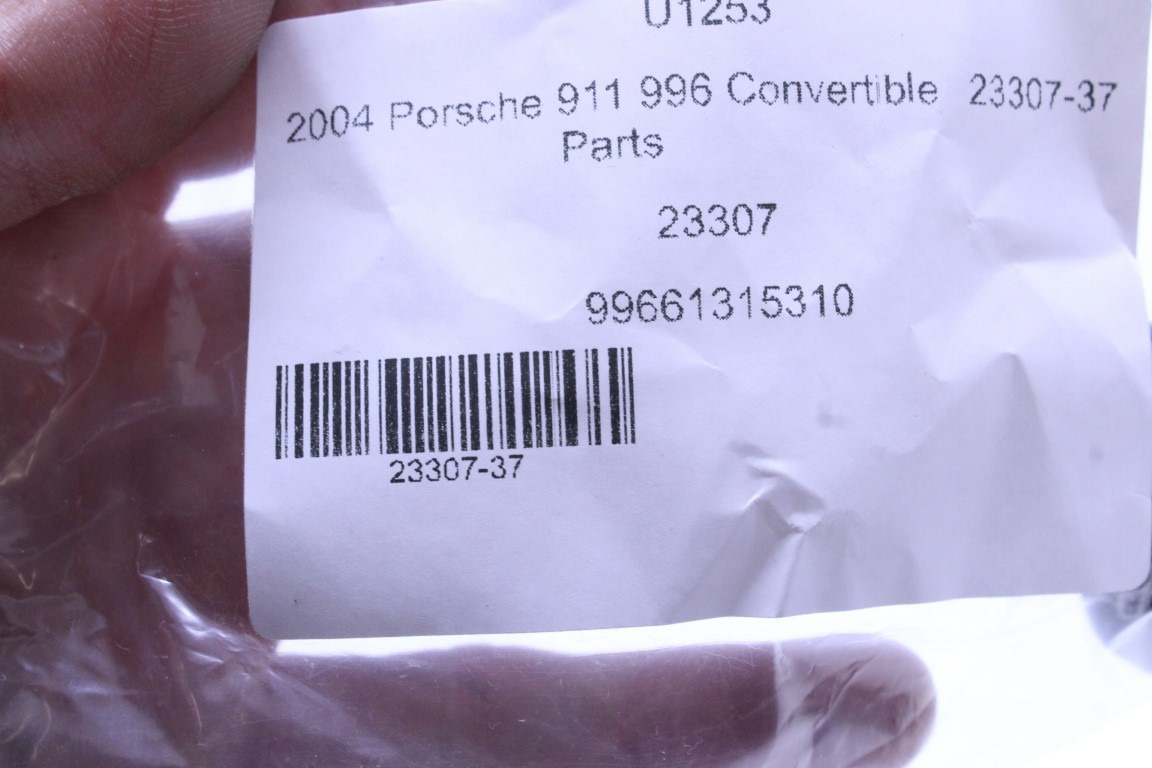 U1253
2004 Porsche 911 996 Convertible 23307-37
Parts
23307
99661315310
23307-37